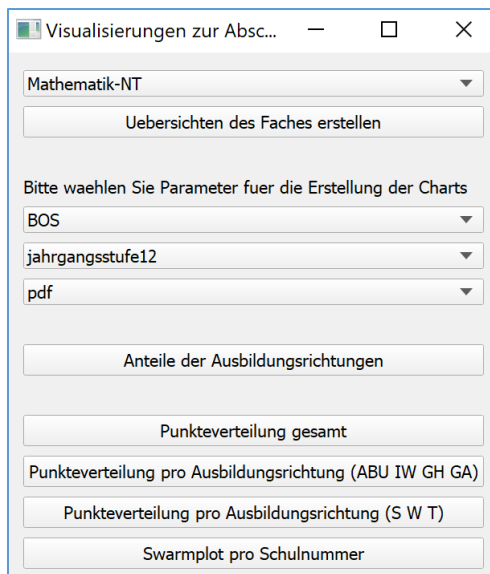 Visualisierungen zur Absc...
Mathematik-NT
Uebersichten des Faches erstellen
Bitte waehlen Sie Parameter fuer die Erstellung der Charts
BOS
jahrgangsstufe12
pdf
Anteile der Ausbildungsrichtungen
Punkteverteilung gesamt
Punkteverteilung pro Ausbildungsrichtung (ABU IW GH GA)
Punkteverteilung pro Ausbildungsrichtung (S W T)
Swarmplot pro Schulnummer